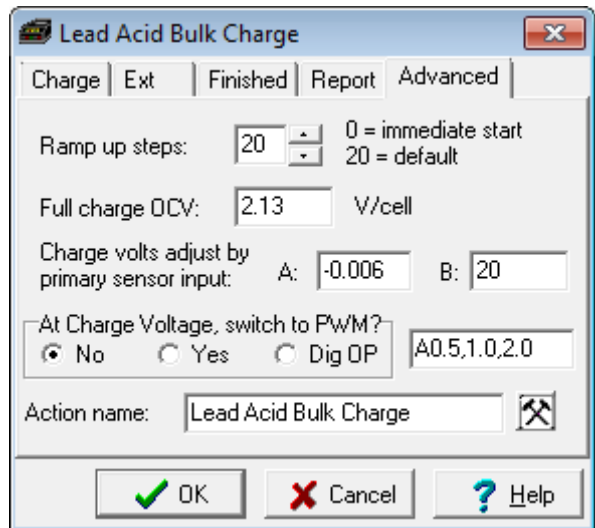 Lead Acid Bulk Charge
Charge Ext Finished Report Advanced
Ramp up steps: 20 0 = immediate start
20 = default
Full charge OCV: 2.13 V/cell
Charge volts adjust by
primary sensor input: A: -0.006 B: 20
At Charge Voltage, switch to PWM?
No Yes Dig OP A0.5,1.0,2.0
Action name: Lead Acid Bulk Charge
OK Cancel Help